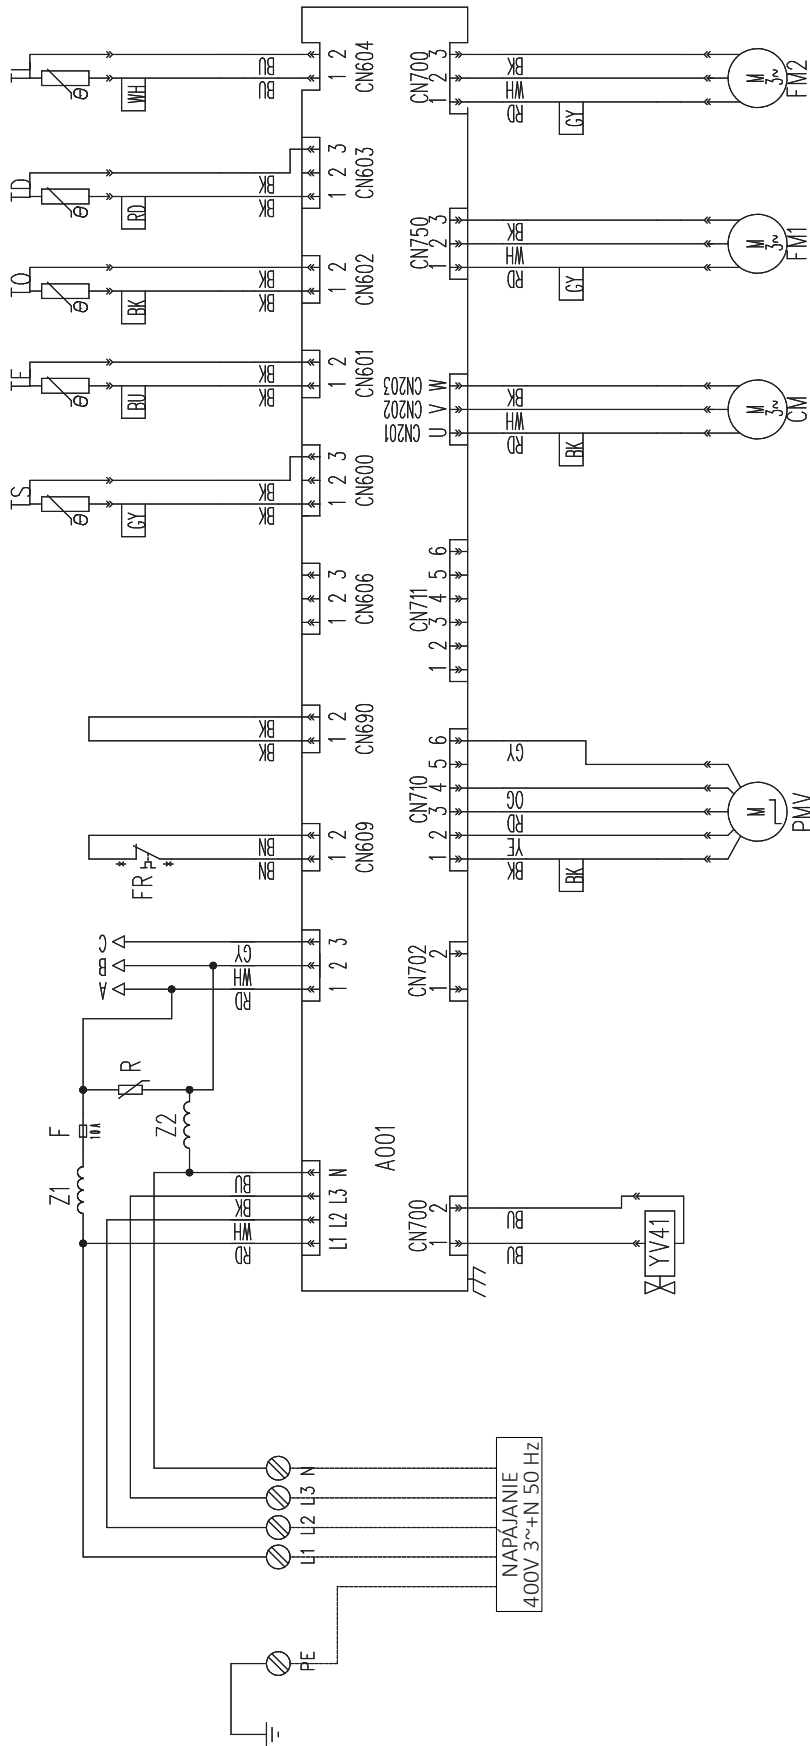 TL
WH
BU
BU
1 2
CN604
TD
RD
BK
BK
1 2 3
CN603
TO
BK
BK
BK
1 2
CN602
TE
BU
BK
BK
1 2
CN601
TS
GY
BK
BK
1 2 3
CN600
1 2 3
CN606
BK
BK
1 2
CN690
FR
BN
BN
1 2
CN609
A B C
RD WH GY
1 2 3
F
10A
R
Z1
Z2
RD WH BK BU
L1 L2 L3 N
A001
CN700
1 2 3
RD WH BK
GY
M
3~
FM2
CN750
1 2 3
RD WH BK
GY
M
3~
FM1
CN201 CN202 CN203
U V W
RD WH BK
BK
M
3~
CM
CN711
1 2 3 4 5 6
CN710
1 2 3 4 5 6
BK YE RD OG GY
BK
M
PMV
CN702
1 2
CN700
1 2
BU BU
YV41
PE L1 L2 L3 N
NAPÁJANIE
400V 3~+N 50 Hz